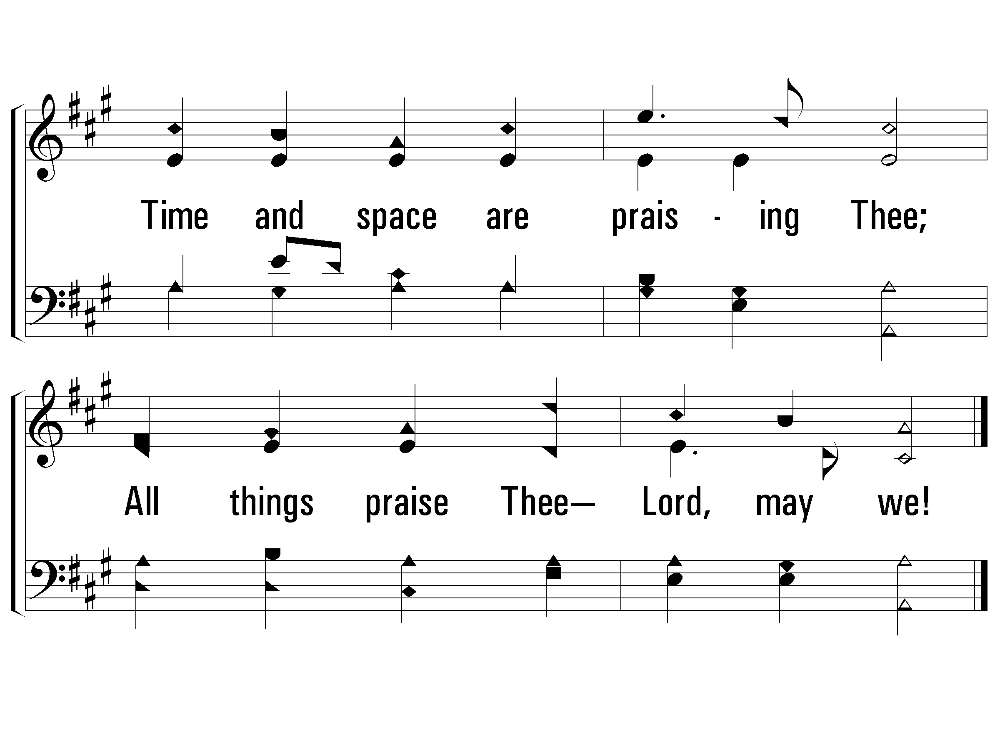 Time and space are prais - ing Thee;
All things praise Thee— Lord, may we!